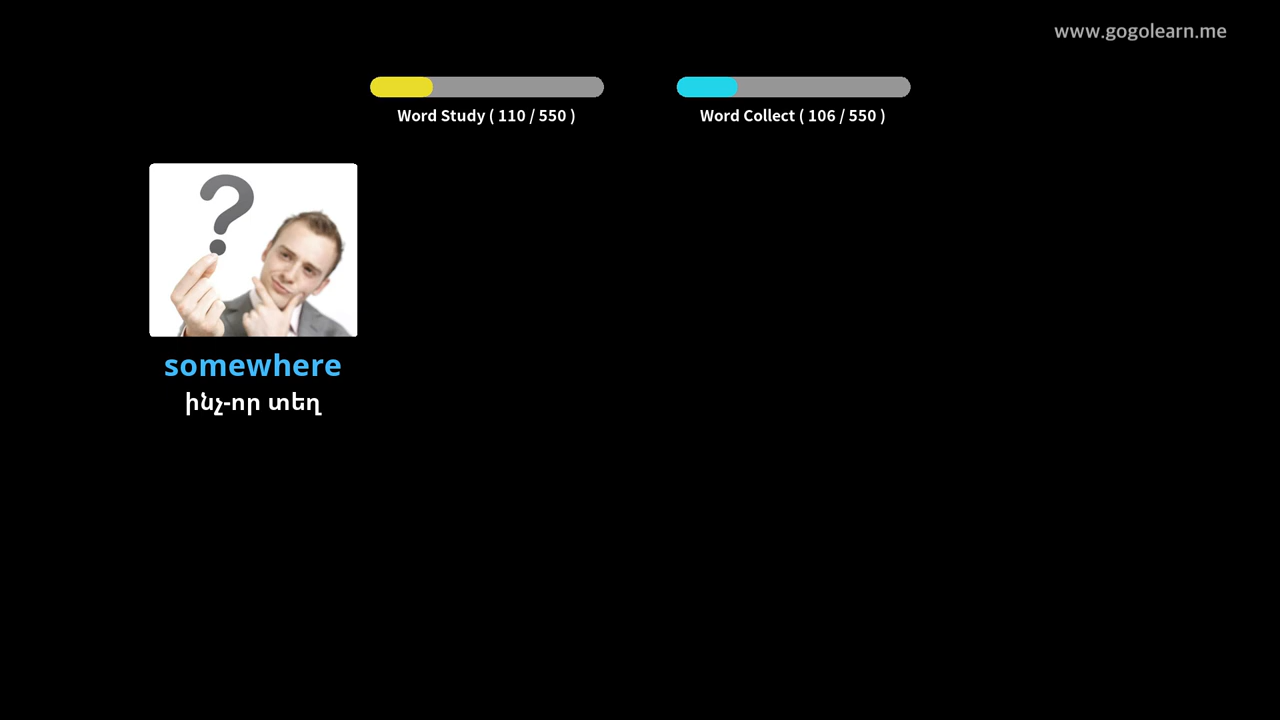 www.gogolearn.me
Word Study ( 110 / 550 )
Word Collect ( 106 / 550 )
?
somewhere
ինչ-որ տեղ